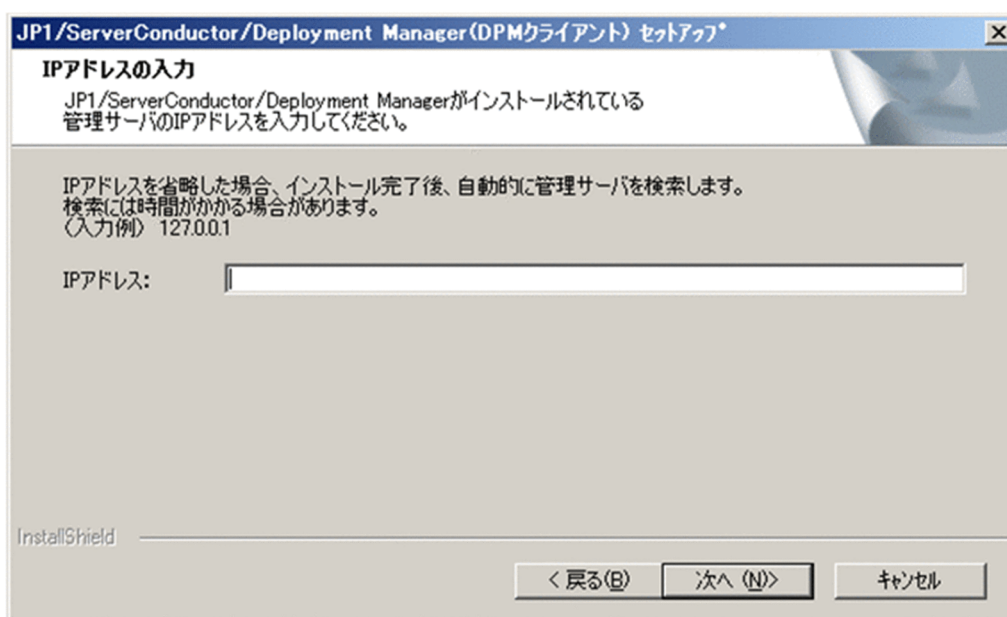 JP1/ServerConductor/Deployment Manager(DPMクライアント) セットアップ
IPアドレスの入力
JP1/ServerConductor/Deployment Managerがインストールされている
管理サーバのIPアドレスを入力してください。
IPアドレスを省略した場合、インストール完了後、自動的に管理サーバを検索します。
検索には時間がかかる場合があります。
〈入力例〉 127.0.0.1
IPアドレス:
InstallShield
< 戻る(B) 次へ (N)> キャンセル